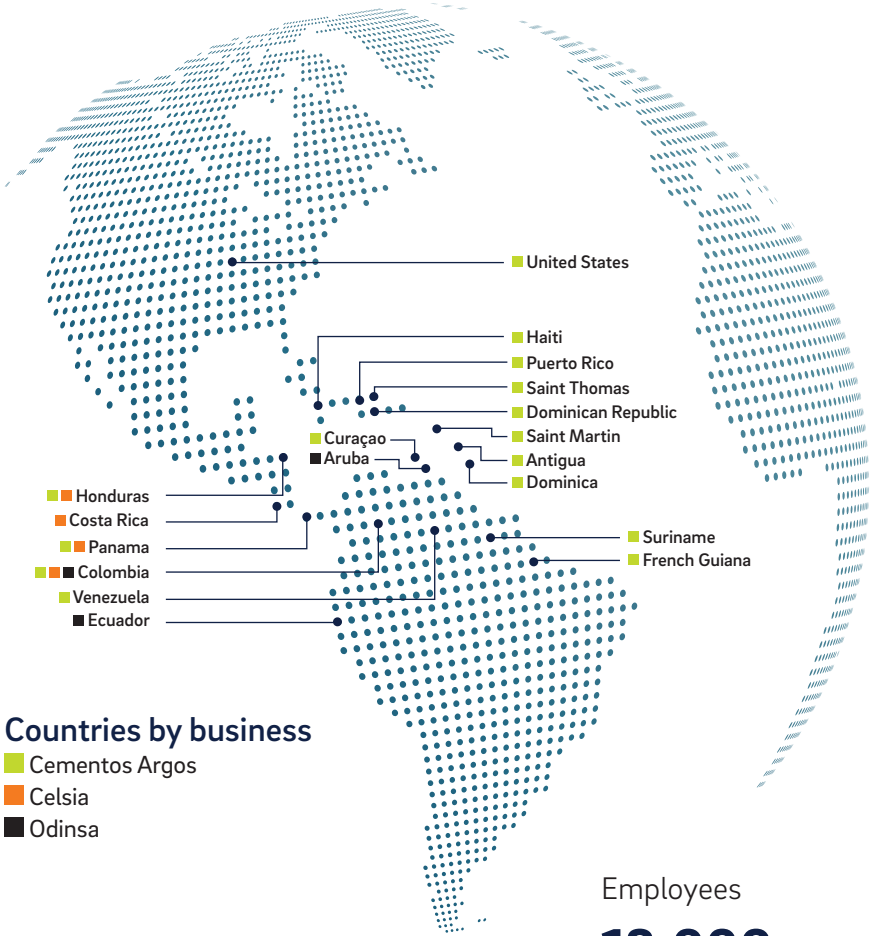 United States
Haiti
Puerto Rico
Saint Thomas
Dominican Republic
Curaçao
Saint Martin
Aruba
Antigua
Dominica
Honduras
Costa Rica
Panama
Colombia
Venezuela
Ecuador
Suriname
French Guiana
Countries by business
Cementos Argos
Celsia
Odinsa
Employees